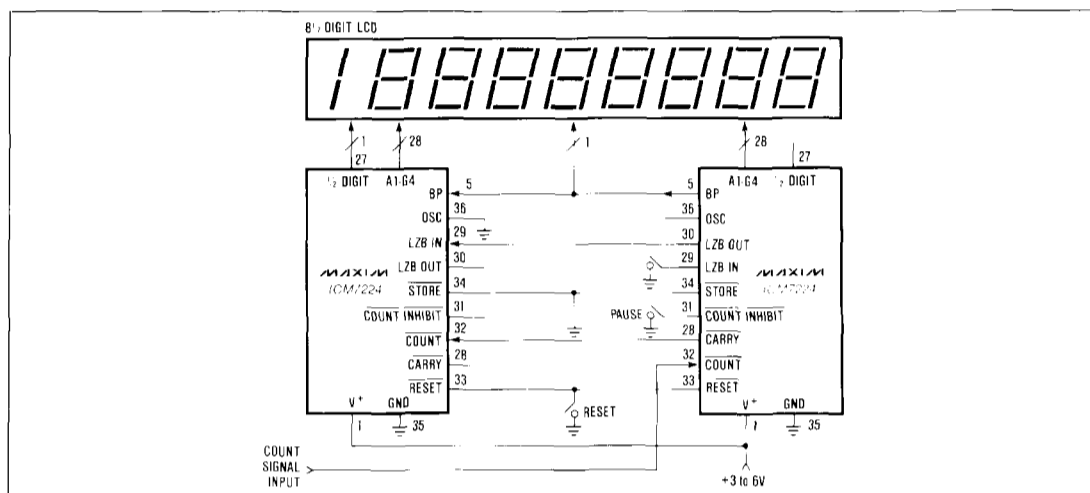 8½ DIGIT LCD
1 27
28
1
28
27
½ DIGIT A1-G4
BP 5
OSC 36
LZB IN 29
LZB OUT 30
MAXIM
ICM7224
STORE 34
COUNT INHIBIT 31
COUNT 32
CARRY 28
RESET 33
V+ GND
1 35
A1-G4 ½ DIGIT
5 BP
36 OSC
30 LZB OUT
29 LZB IN
MAXIM
ICM7224
34 STORE
PAUSE 31 COUNT INHIBIT
28 CARRY
32 COUNT
33 RESET
V+ GND
1 35
RESET
COUNT
SIGNAL
INPUT
+3 to 6V